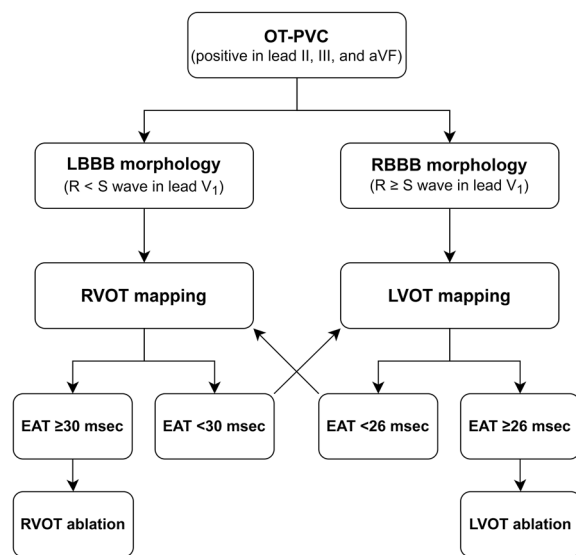 OT-PVC
(positive in lead II, III, and aVF)
LBBB morphology
(R < S wave in lead V₁)
RBBB morphology
(R ≥ S wave in lead V₁)
RVOT mapping
LVOT mapping
EAT ≥30 msec
EAT <30 msec
EAT <26 msec
EAT ≥26 msec
RVOT ablation
LVOT ablation